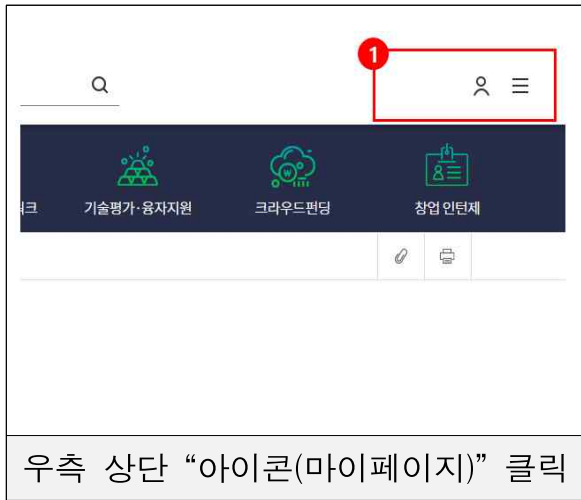 1
기술평가·융자지원
크라우드펀딩
창업 인턴제
우측 상단 “아이콘(마이페이지)” 클릭